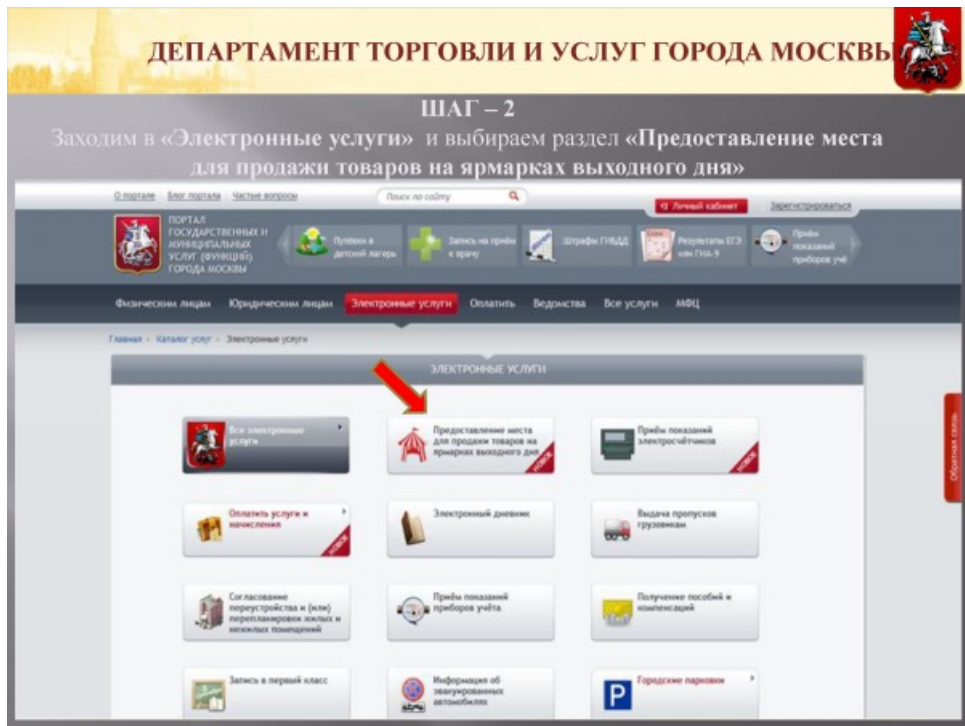 ДЕПАРТАМЕНТ ТОРГОВЛИ И УСЛУГ ГОРОДА МОСКВЫ
ШАГ – 2
Заходим в «Электронные услуги» и выбираем раздел «Предоставление места
для продажи товаров на ярмарках выходного дня»
О портале Блог портала Частые вопросы Поиск по сайту Личный кабинет Зарегистрироваться
ПОРТАЛ
ГОСУДАРСТВЕННЫХ И
МУНИЦИПАЛЬНЫХ
УСЛУГ (ФУНКЦИЙ)
ГОРОДА МОСКВЫ
Путёвки в
детский лагерь
Запись на приём
к врачу
Штрафы ГИБДД
Результаты ЕГЭ
или ГИА-9
Приём
показаний
приборов учё
Физическим лицам Юридическим лицам Электронные услуги Оплатить Ведомства Все услуги МФЦ
Главная Каталог услуг Электронные услуги
ЭЛЕКТРОННЫЕ УСЛУГИ
Все электронные
услуги
Предоставление места
для продажи товаров на
ярмарках выходного дня
НОВОЕ
Приём показаний
электросчётчиков
НОВОЕ
Оплатить услуги и
начисления
НОВОЕ
Электронный дневник
Выдача пропусков
грузовикам
Согласование
переустройства и (или)
перепланировки жилых и
нежилых помещений
Приём показаний
приборов учёта
Получение пособий и
компенсаций
Запись в первый класс
Информация об
эвакуированных
автомобилях
P
Городские парковки
Обратная связь